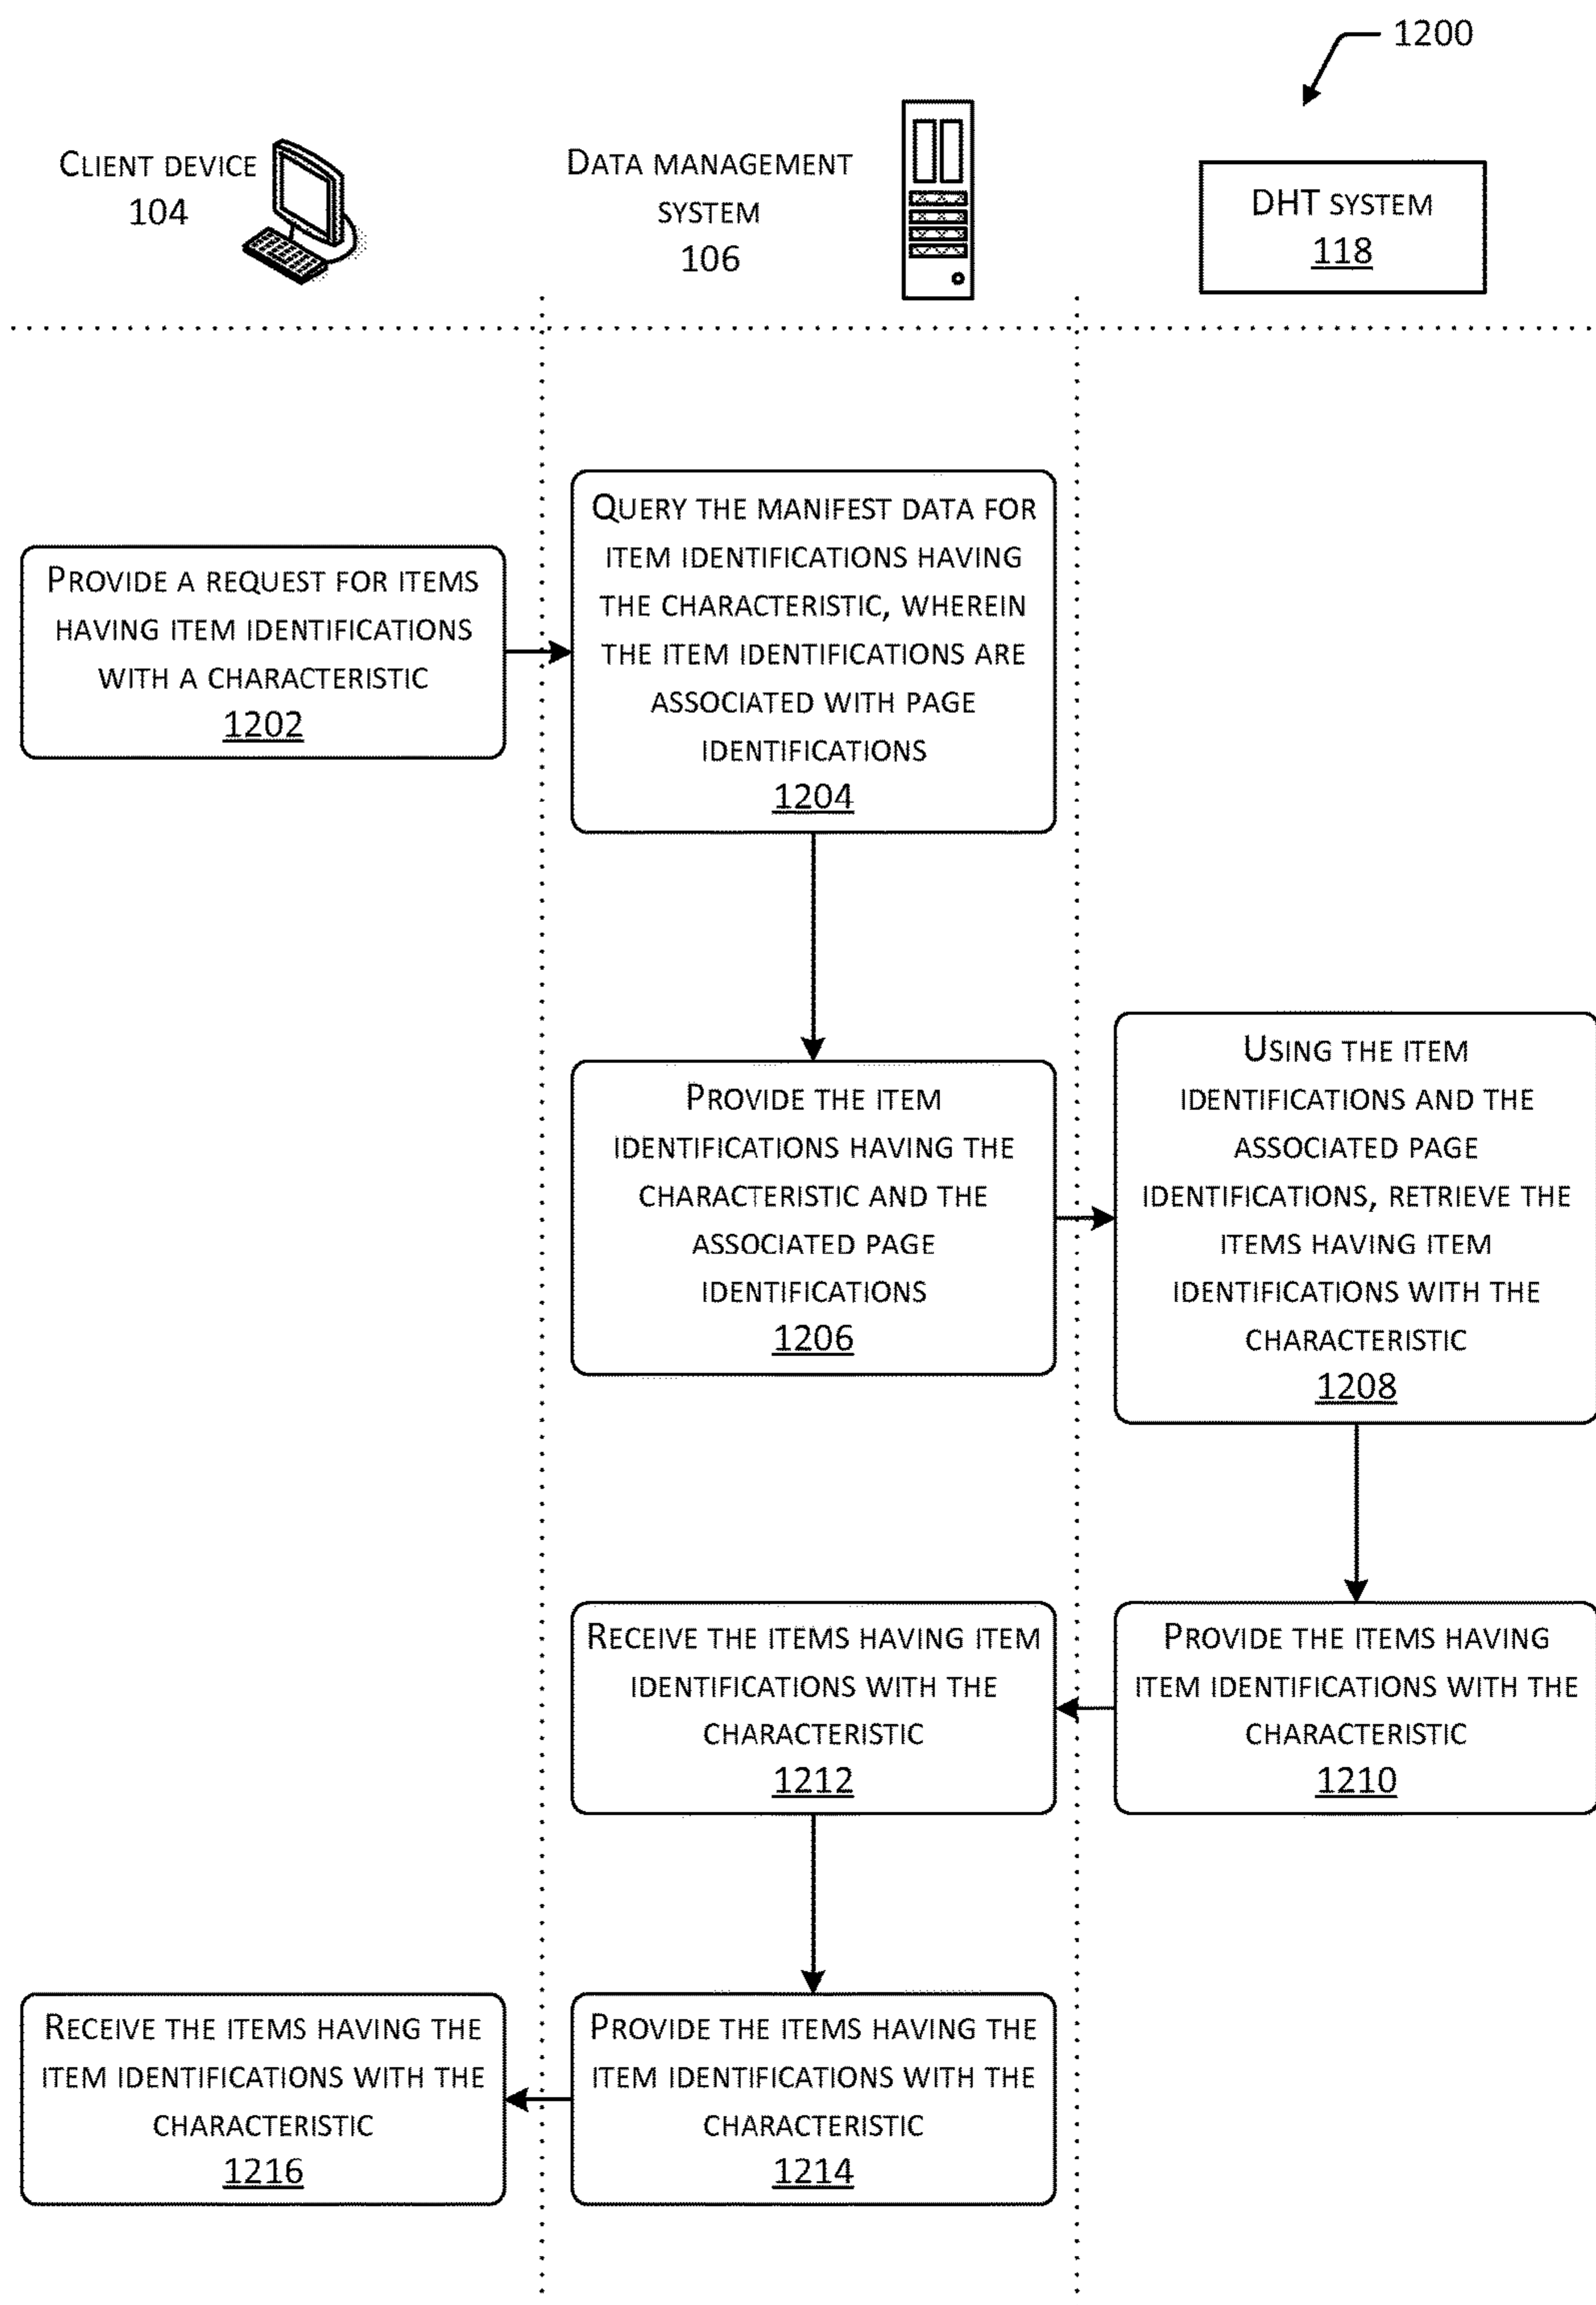 1200
Client device
104
Data management
system
106
DHT system
118
Provide a request for items
having item identifications
with a characteristic
1202
Query the manifest data for
item identifications having
the characteristic, wherein
the item identifications are
associated with page
identifications
1204
Provide the item
identifications having the
characteristic and the
associated page
identifications
1206
Using the item
identifications and the
associated page
identifications, retrieve the
items having item
identifications with the
characteristic
1208
Provide the items having
item identifications with the
characteristic
1210
Receive the items having item
identifications with the
characteristic
1212
Provide the items having the
item identifications with the
characteristic
1214
Receive the items having the
item identifications with the
characteristic
1216